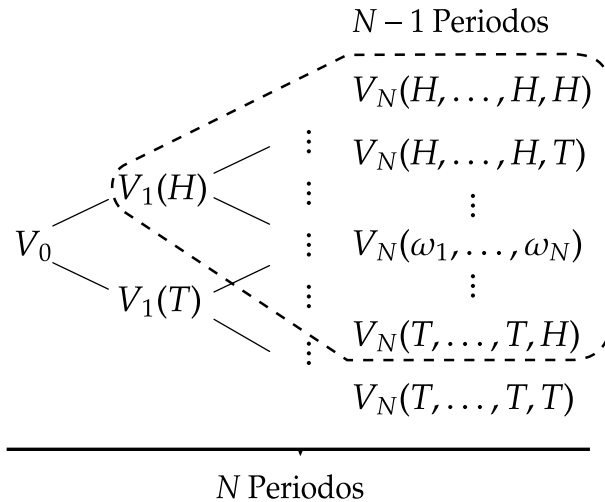 N − 1 Periodos
V_N(H, . . . , H, H)
V_N(H, . . . , H, T)
V_1(H)
V_0
V_N(ω_1, . . . , ω_N)
V_1(T)
V_N(T, . . . , T, H)
V_N(T, . . . , T, T)
N Periodos